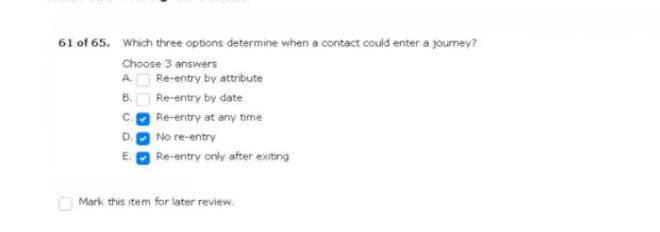 61 of 65. Which three options determine when a contact could enter a journey?
Choose 3 answers
A. Re-entry by attribute
B. Re-entry by date
C. Re-entry at any time
D. No re-entry
E. Re-entry only after exiting
Mark this item for later review.